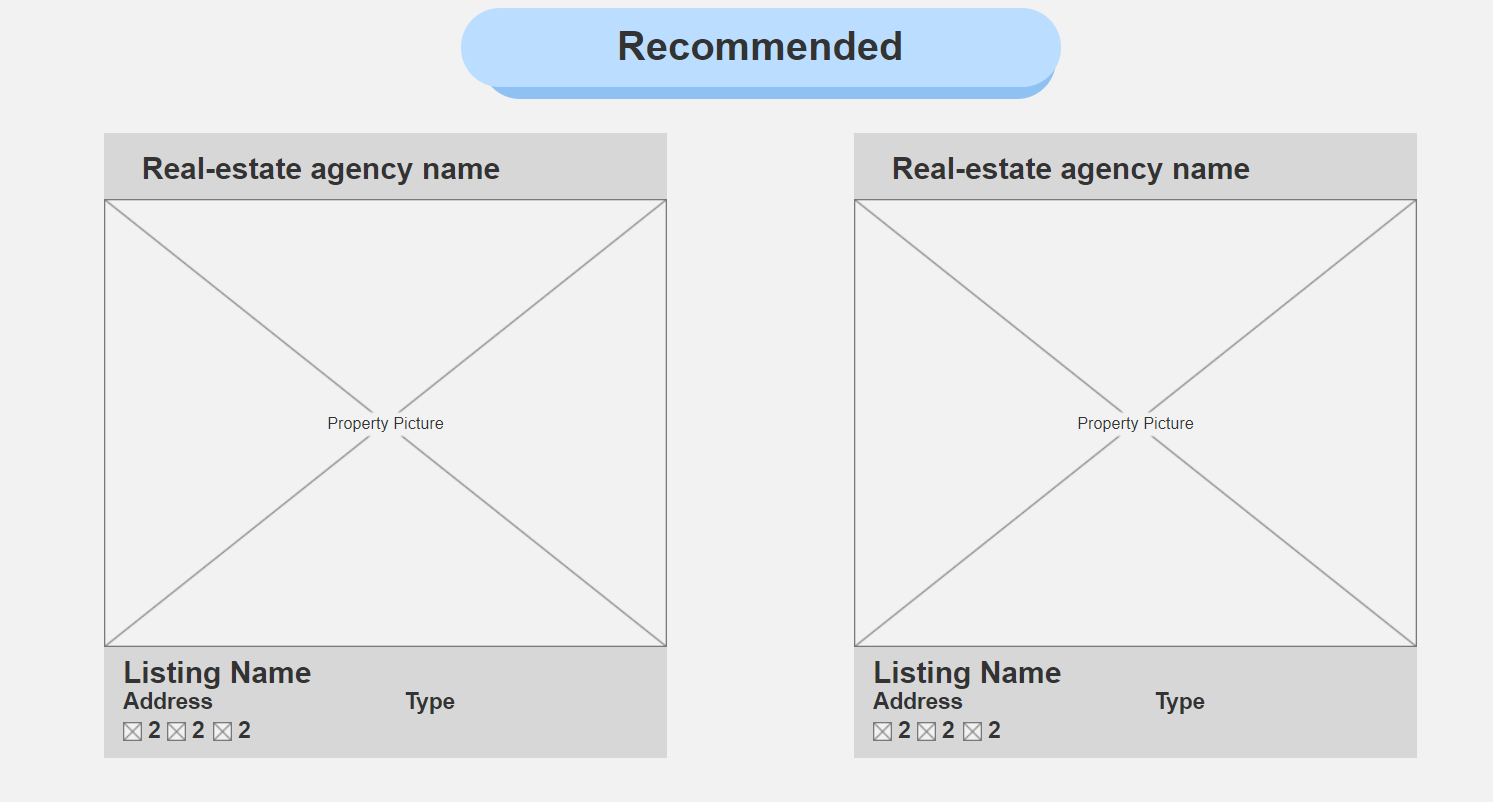 Recommended
Real-estate agency name
Property Picture
Listing Name
Address Type
2 2 2
Real-estate agency name
Property Picture
Listing Name
Address Type
2 2 2